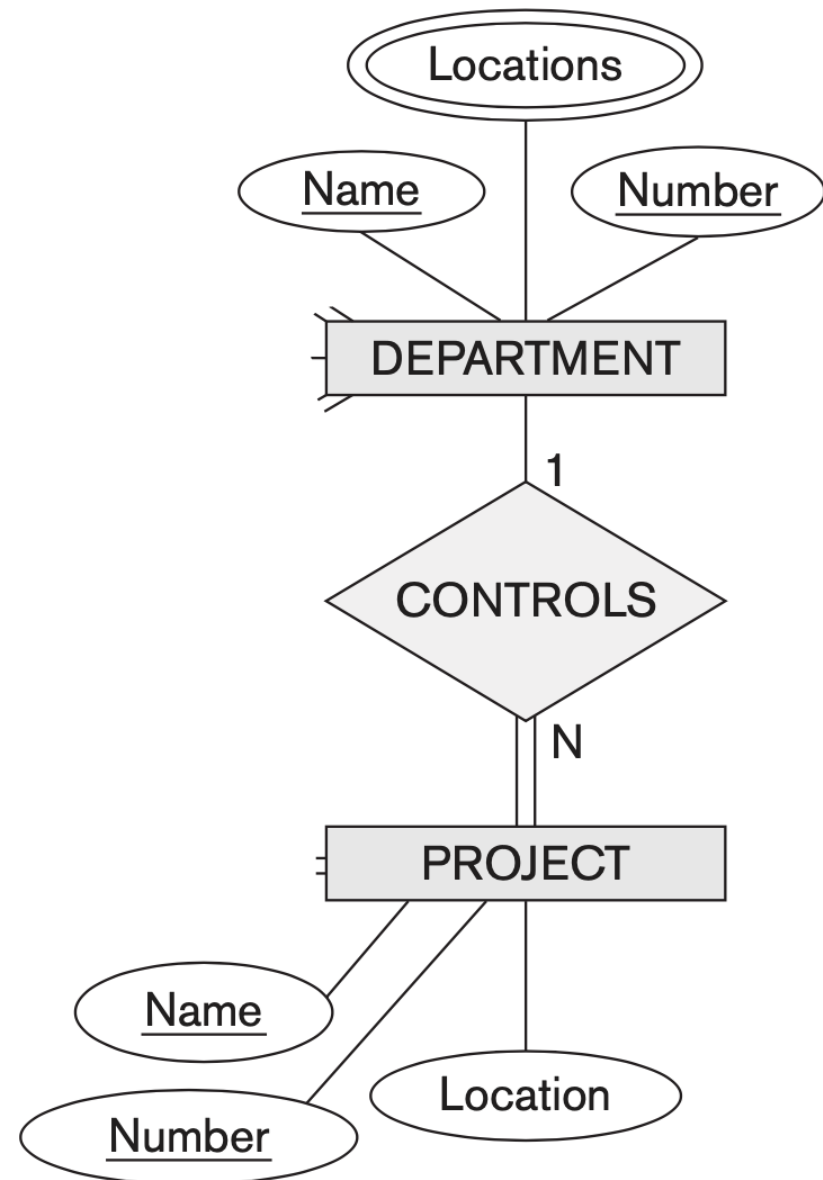 Locations
Name
Number
DEPARTMENT
1
CONTROLS
N
PROJECT
Name
Location
Number